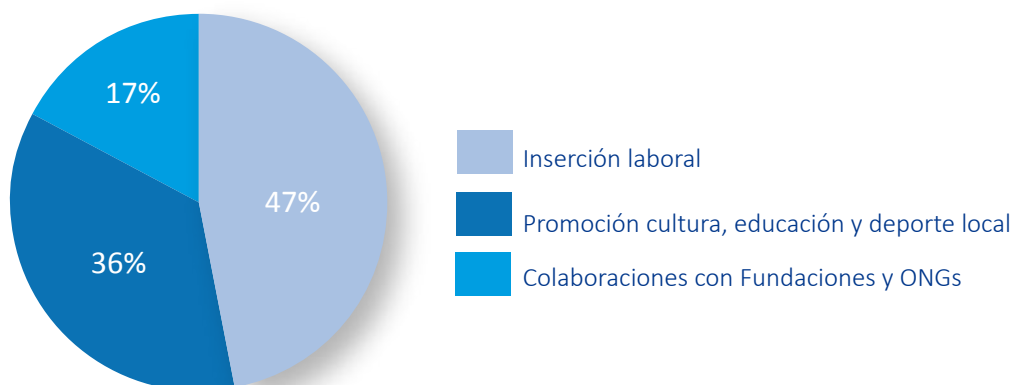 17%
47%
36%
Inserción laboral
Promoción cultura, educación y deporte local
Colaboraciones con Fundaciones y ONGs